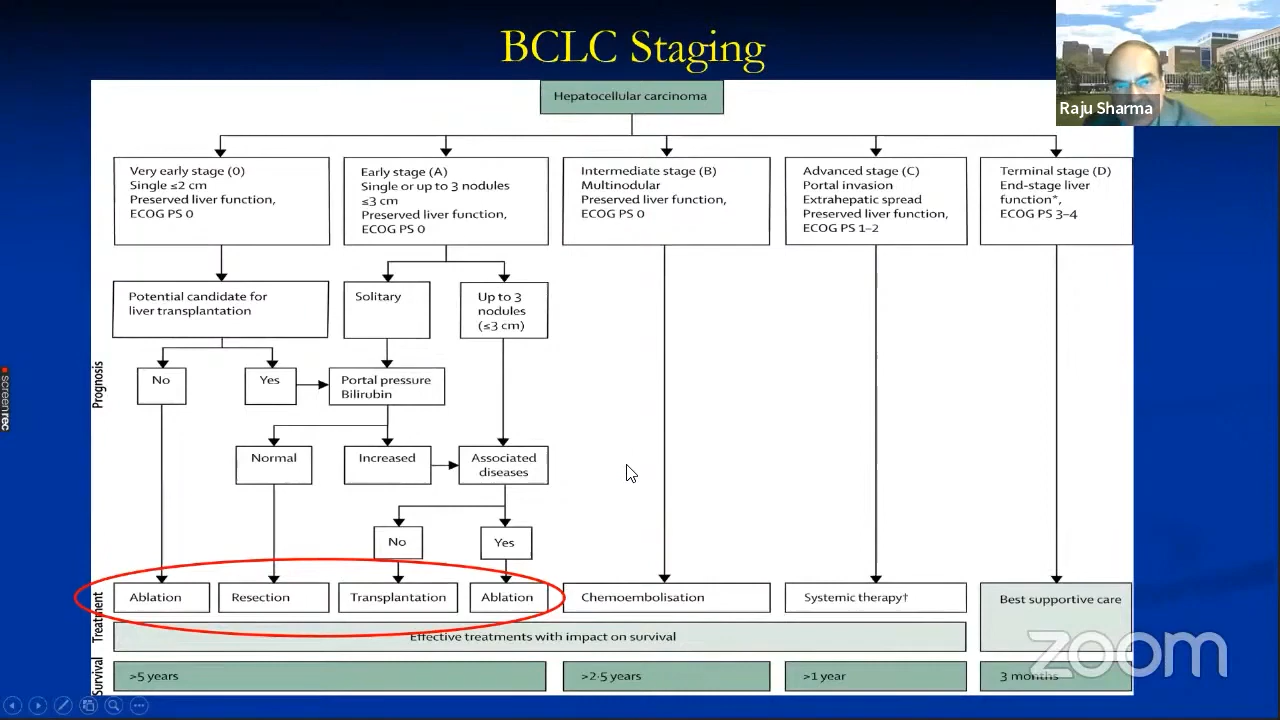 BCLC Staging
Raju Sharma
Hepatocellular carcinoma
Very early stage (0)
Single ≤2 cm
Preserved liver function,
ECOG PS 0
Early stage (A)
Single or up to 3 nodules
≤3 cm
Preserved liver function,
ECOG PS 0
Intermediate stage (B)
Multinodular
Preserved liver function,
ECOG PS 0
Advanced stage (C)
Portal invasion
Extrahepatic spread
Preserved liver function,
ECOG PS 1–2
Terminal stage (D)
End-stage liver
function*,
ECOG PS 3–4
Potential candidate for
liver transplantation
Solitary
Up to 3
nodules
(≤3 cm)
Prognosis
No
Yes
Portal pressure
Bilirubin
Normal
Increased
Associated
diseases
No
Yes
Treatment
Ablation
Resection
Transplantation
Ablation
Chemoembolisation
Systemic therapy†
Best supportive care
Effective treatments with impact on survival
Survival
>5 years
>2·5 years
>1 year
3 months
zoom
screenrec